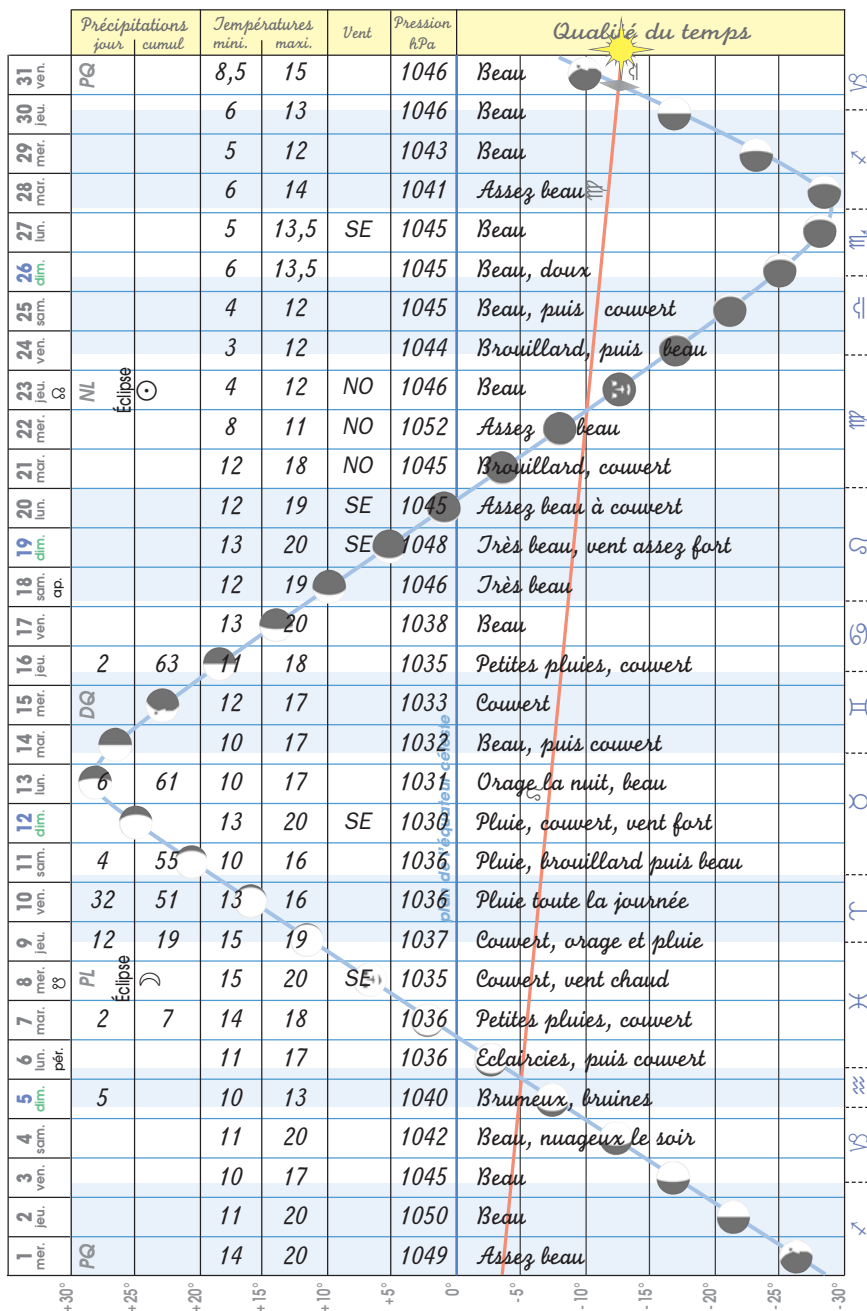 Précipitations Températures Vent Pression Qualité du temps
jour cumul mini. maxi. hPa
31 ven. PQ 8,5 15 1046 Beau
30 jeu. 6 13 1046 Beau
29 mer. 5 12 1043 Beau
28 mar. 6 14 1041 Assez beau
27 lun. 5 13,5 SE 1045 Beau
26 dim. 6 13,5 1045 Beau, doux
25 sam. 4 12 1045 Beau, puis couvert
24 ven. 3 12 1044 Brouillard, puis beau
23 jeu. ☊ NL Éclipse ☉ 4 12 NO 1046 Beau
22 mer. 8 11 NO 1052 Assez beau
21 mar. 12 18 NO 1045 Brouillard, couvert
20 lun. 12 19 SE 1045 Assez beau à couvert
19 dim. 13 20 SE 1048 Très beau, vent assez fort
18 sam. ap. 12 19 1046 Très beau
17 ven. 13 20 1038 Beau
16 jeu. 2 63 11 18 1035 Petites pluies, couvert
15 mer. DQ 12 17 1033 Couvert
14 mar. 10 17 1032 Beau, puis couvert
13 lun. 6 61 10 17 1031 Orage la nuit, beau
12 dim. 13 20 SE 1030 Pluie, couvert, vent fort
11 sam. 4 55 10 16 1036 Pluie, brouillard puis beau
10 ven. 32 51 13 16 1036 Pluie toute la journée
9 jeu. 12 19 15 19 1037 Couvert, orage et pluie
8 mer. ☋ PL Éclipse ☽ 15 20 SE 1035 Couvert, vent chaud
7 mar. 2 7 14 18 1036 Petites pluies, couvert
6 lun. pér. 11 17 1036 Eclaircies, puis couvert
5 dim. 5 10 13 1040 Brumeux, bruines
4 sam. 11 20 1042 Beau, nuageux le soir
3 ven. 10 17 1045 Beau
2 jeu. 11 20 1050 Beau
1 mer. PQ 14 20 1049 Assez beau
plan de l'équateur céleste
+30° +25° +20° +15° +10° +5° 0° -5° -10° -15° -20° -25° -30°